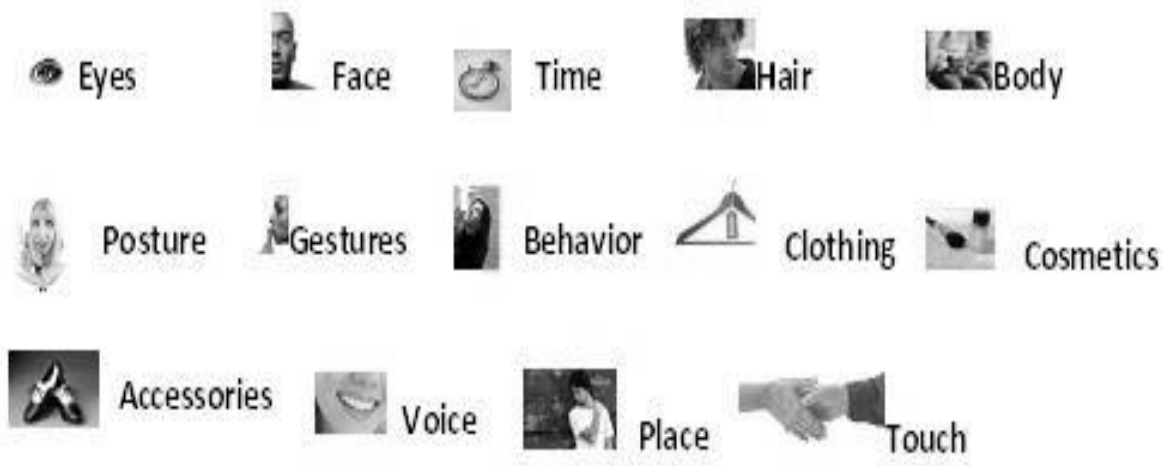 Eyes Face Time Hair Body
Posture Gestures Behavior Clothing Cosmetics
Accessories Voice Place Touch